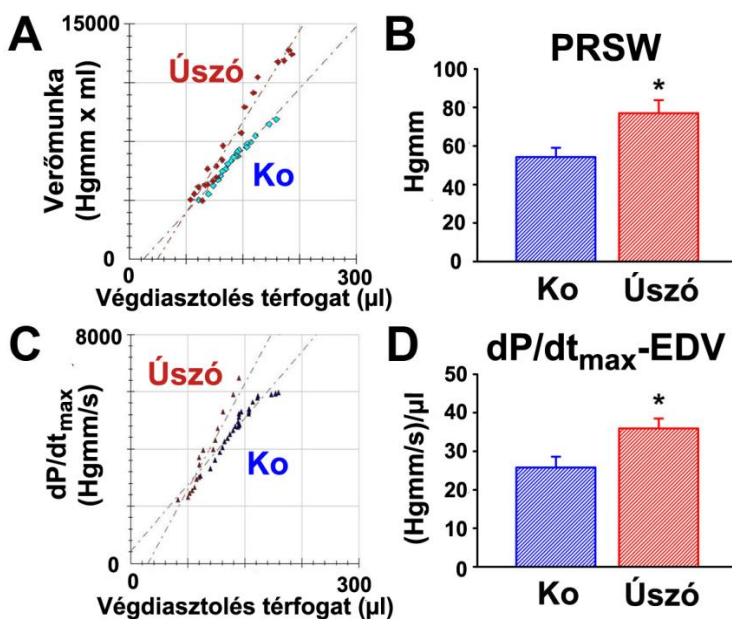 A
15000
Verőmunka
(Hgmm x ml)
Úszó
Ko
0
0
300
Végdiasztolés térfogat (µl)
B
PRSW
Hgmm
100
80
60
40
20
0
*
Ko
Úszó
C
8000
dP/dtmax
(Hgmm/s)
Úszó
Ko
0
0
300
Végdiasztolés térfogat (µl)
D
dP/dtmax-EDV
(Hgmm/s)/µl
50
40
30
20
10
0
*
Ko
Úszó